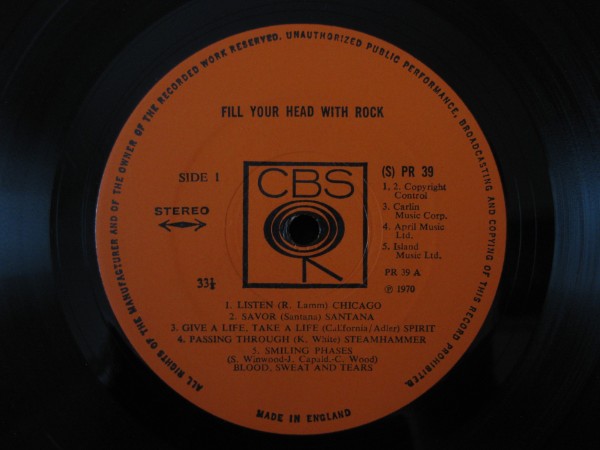 ALL RIGHTS OF THE MANUFACTURER AND OF THE OWNER OF THE RECORDED WORK RESERVED. UNAUTHORIZED PUBLIC PERFORMANCE, BROADCASTING AND COPYING OF THIS RECORD PROHIBITED.
FILL YOUR HEAD WITH ROCK
SIDE 1
STEREO
33⅓
CBS
(S) PR 39
1, 2. Copyright
Control
3. Carlin
Music Corp.
4. April Music
Ltd.
5. Island
Music Ltd.
PR 39 A
℗ 1970
1. LISTEN (R. Lamm) CHICAGO
2. SAVOR (Santana) SANTANA
3. GIVE A LIFE, TAKE A LIFE (California/Adler) SPIRIT
4. PASSING THROUGH (K. White) STEAMHAMMER
5. SMILING PHASES
(S. Winwood-J. Capald.-C. Wood)
BLOOD, SWEAT AND TEARS
MADE IN ENGLAND